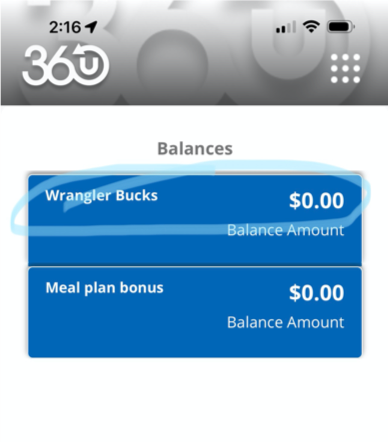 2:16
360U
Balances
Wrangler Bucks
$0.00
Balance Amount
Meal plan bonus
$0.00
Balance Amount